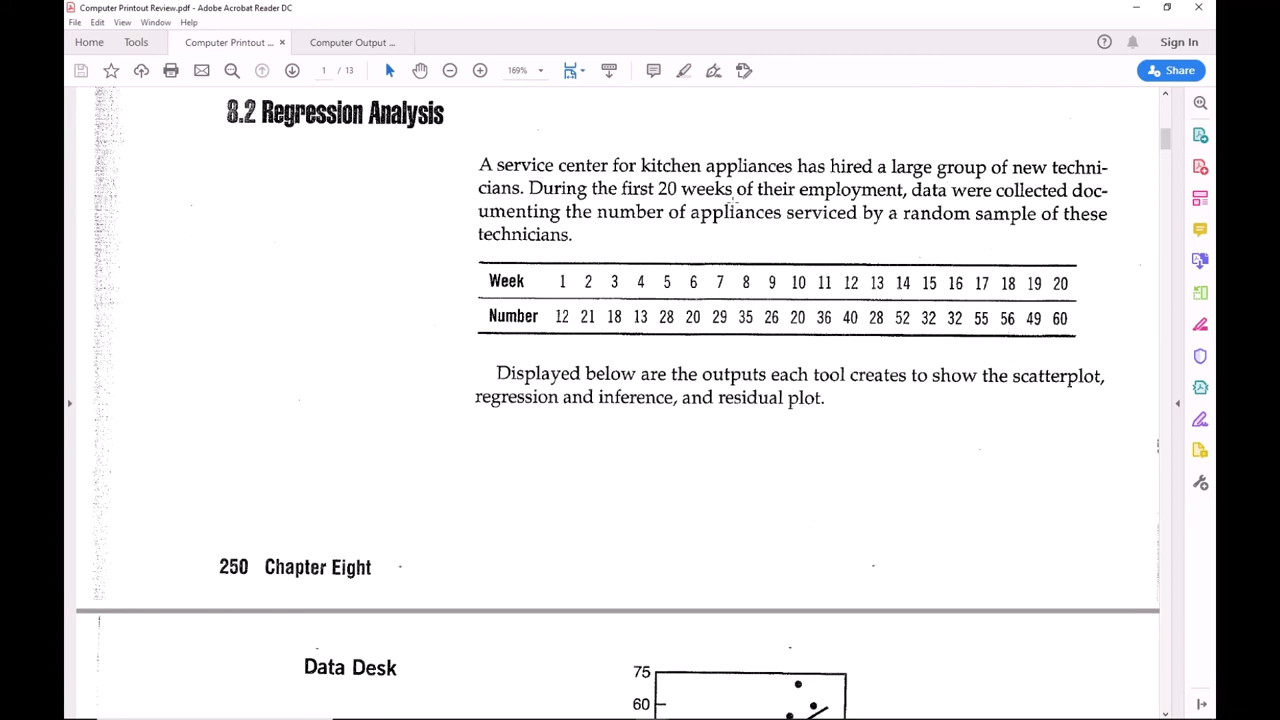 Computer Printout Review.pdf - Adobe Acrobat Reader DC
File Edit View Window Help
Home Tools Computer Printout ... × Computer Output ... Sign In
1 / 13 169% Share
8.2 Regression Analysis
A service center for kitchen appliances has hired a large group of new techni-
cians. During the first 20 weeks of their employment, data were collected doc-
umenting the number of appliances serviced by a random sample of these
technicians.
Week 1 2 3 4 5 6 7 8 9 10 11 12 13 14 15 16 17 18 19 20
Number 12 21 18 13 28 20 29 35 26 20 36 40 28 52 32 32 55 56 49 60
Displayed below are the outputs each tool creates to show the scatterplot,
regression and inference, and residual plot.
250 Chapter Eight
Data Desk
75
60